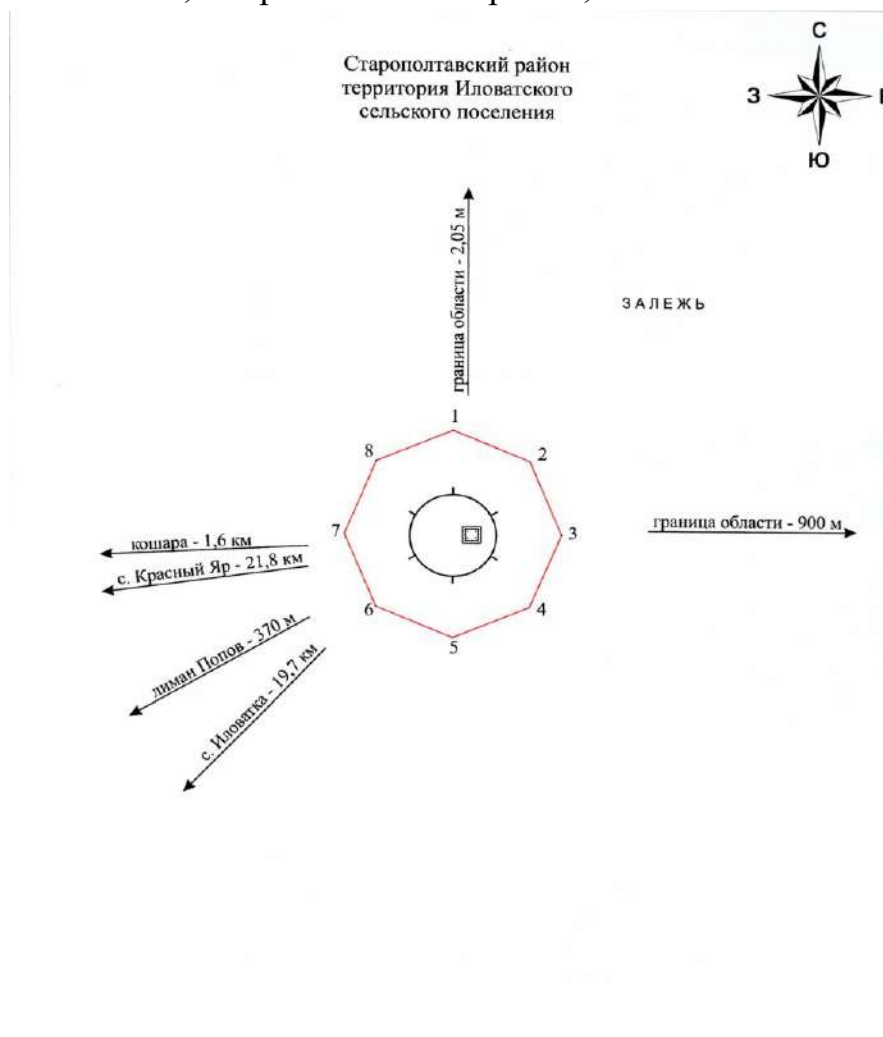 С
Старополтавский район
территория Иловатского
сельского поселения
З
Ю
граница области - 2,05 м
ЗАЛЕЖЬ
1
8
2
7
3
граница области - 900 м
кошара - 1,6 км
с. Красный Яр - 21,8 км
6
4
5
лиман Попов - 370 м
с. Иловатка - 19,7 км